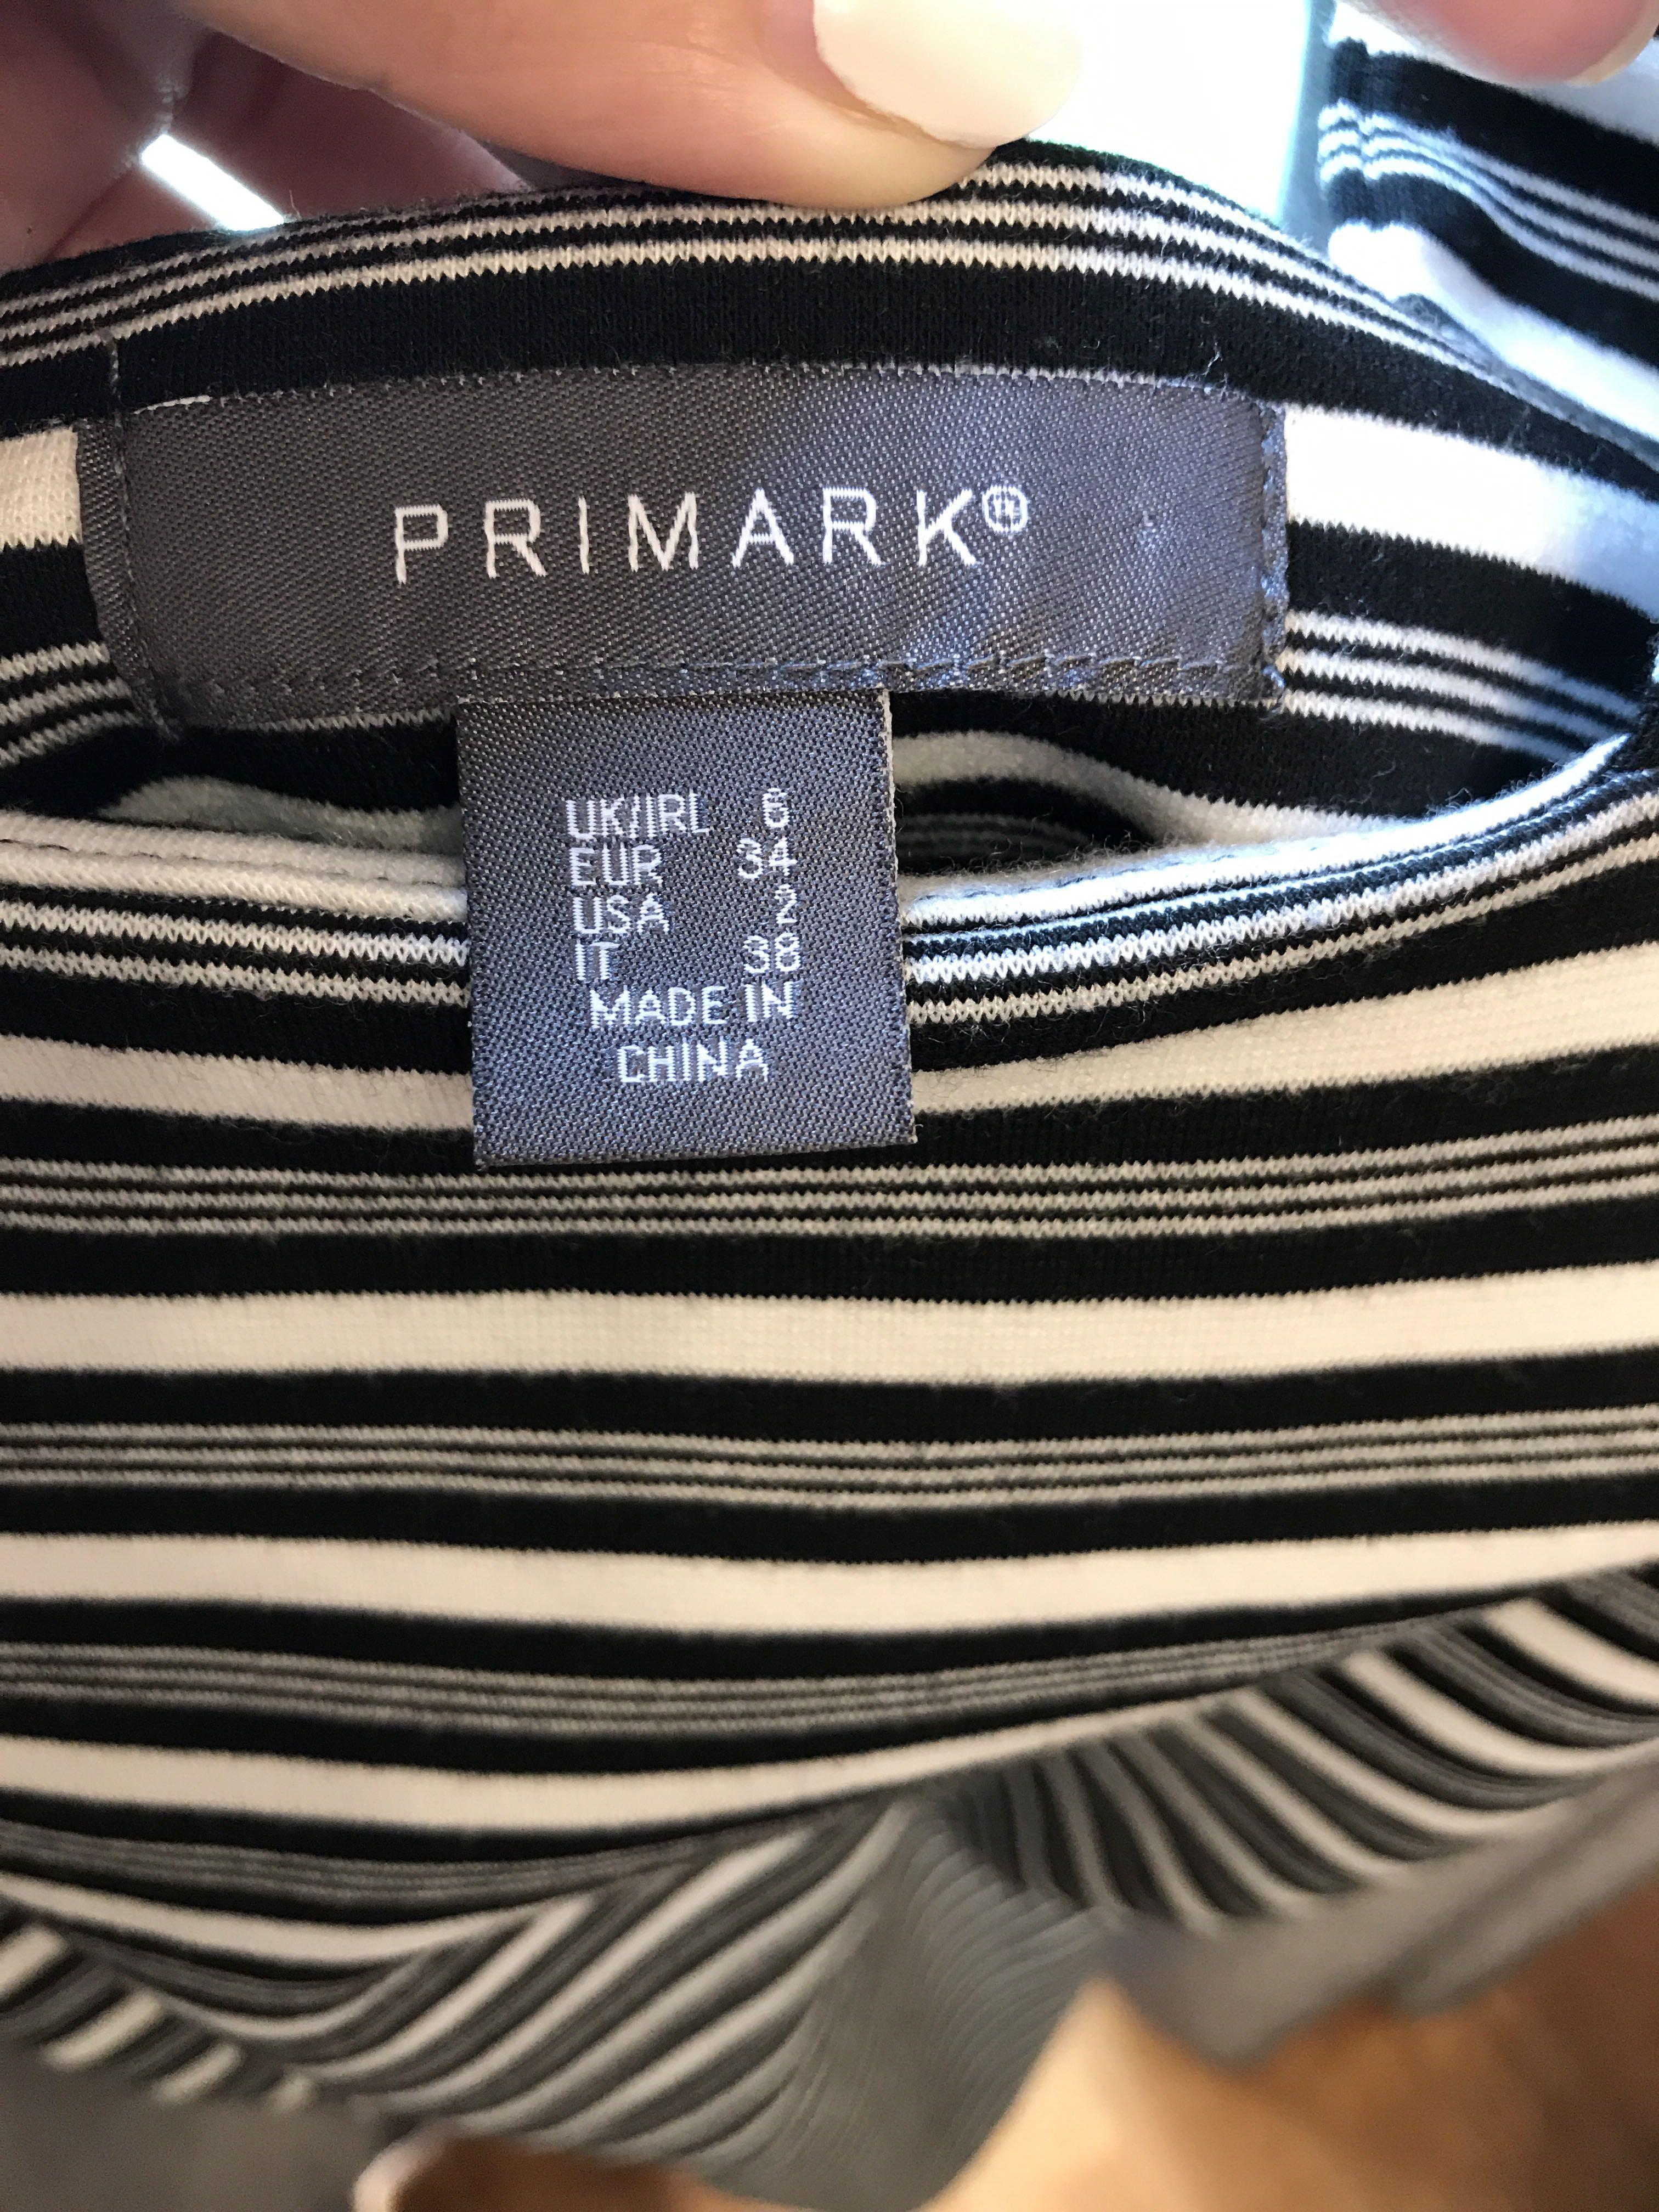 PRIMARK®
UK/IRL 6
EUR 34
USA 2
IT 38
MADE IN
CHINA